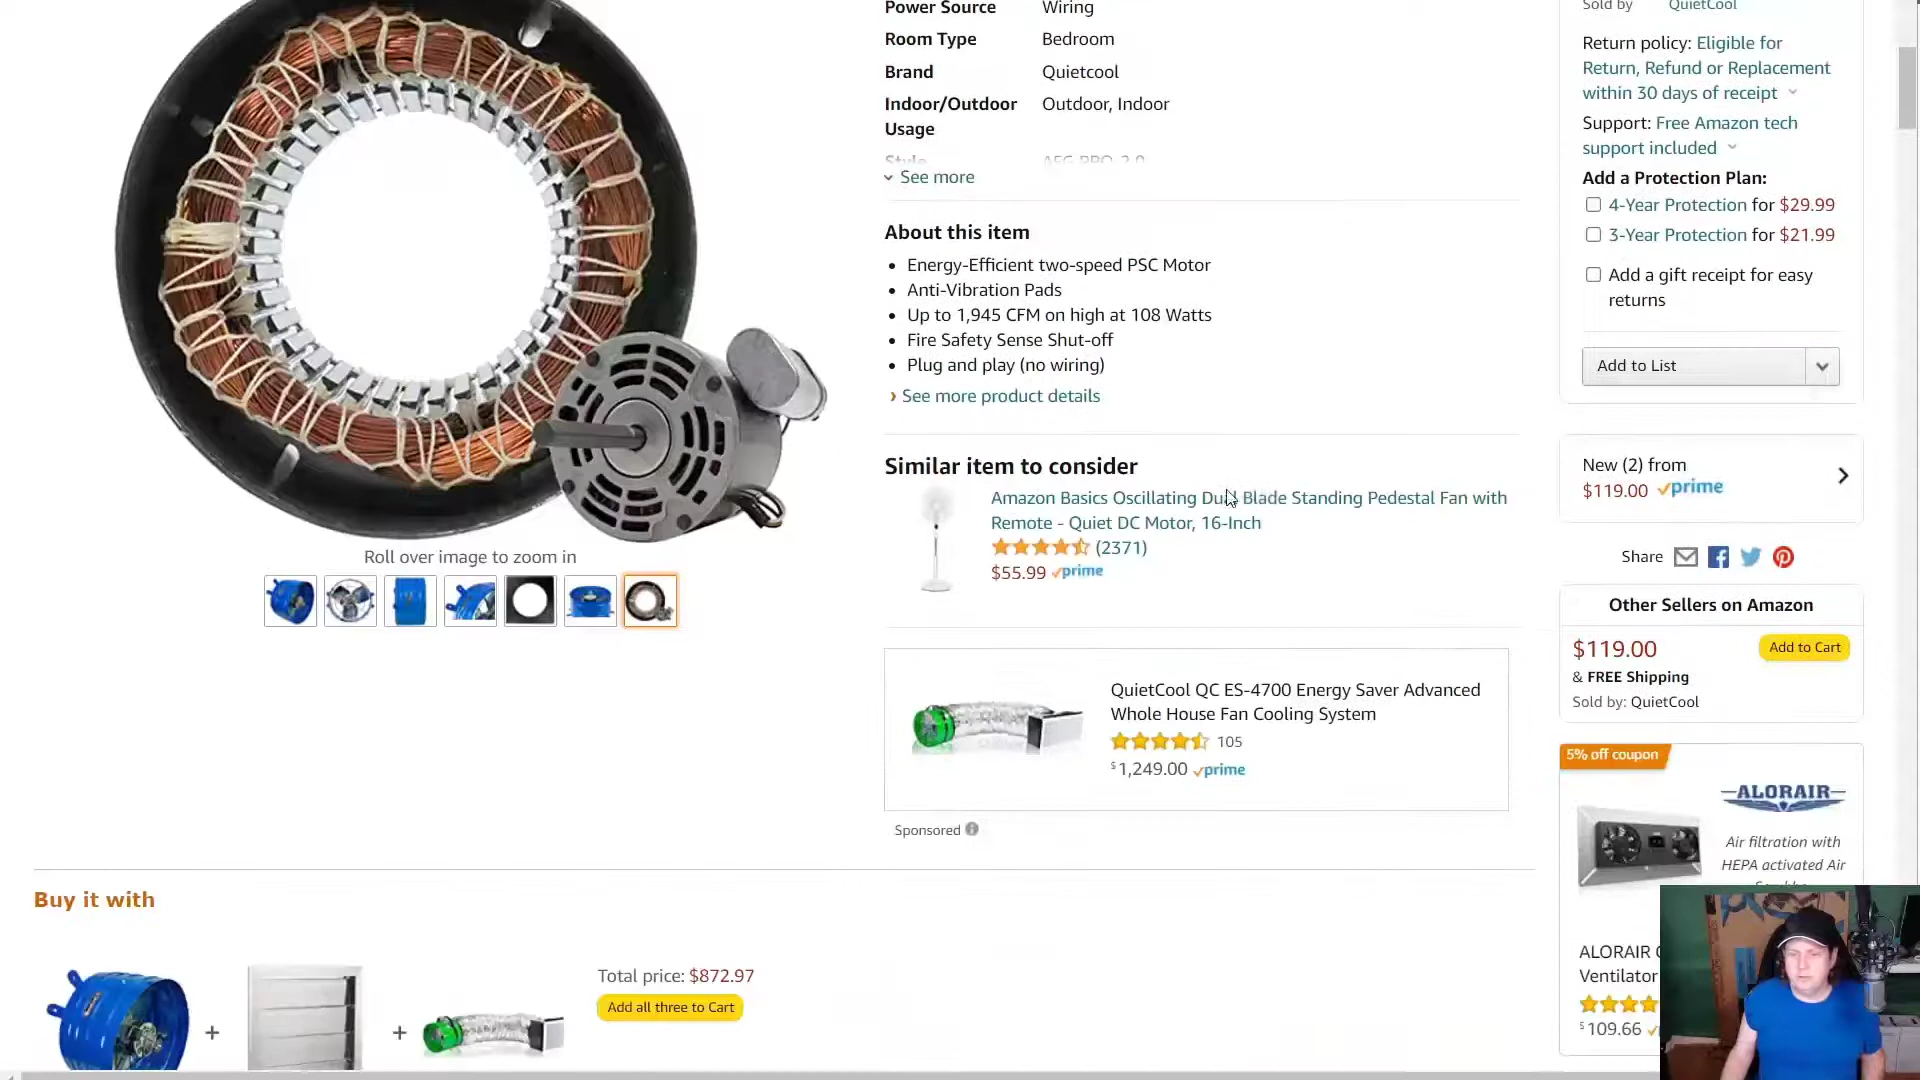 Power Source Wiring
Room Type Bedroom
Brand Quietcool
Indoor/Outdoor Usage Outdoor, Indoor
Style AFG PRO-2.0
See more
About this item
Energy-Efficient two-speed PSC Motor
Anti-Vibration Pads
Up to 1,945 CFM on high at 108 Watts
Fire Safety Sense Shut-off
Plug and play (no wiring)
› See more product details
Similar item to consider
Amazon Basics Oscillating Dual Blade Standing Pedestal Fan with
Remote - Quiet DC Motor, 16-Inch
(2371)
$55.99 prime
QuietCool QC ES-4700 Energy Saver Advanced
Whole House Fan Cooling System
105
$1,249.00 prime
Sponsored
Roll over image to zoom in
Buy it with
Total price: $872.97
Add all three to Cart
+
+
Sold by QuietCool
Return policy: Eligible for
Return, Refund or Replacement
within 30 days of receipt
Support: Free Amazon tech
support included
Add a Protection Plan:
4-Year Protection for $29.99
3-Year Protection for $21.99
Add a gift receipt for easy
returns
Add to List
New (2) from
$119.00 prime
Share
Other Sellers on Amazon
$119.00 Add to Cart
& FREE Shipping
Sold by: QuietCool
5% off coupon
ALORAIR
Air filtration with
HEPA activated Air
ALORAIR
Ventilator
$109.66